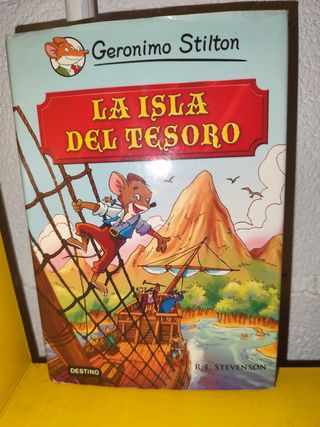 Geronimo Stilton
LA ISLA
DEL TESORO
R. L. STEVENSON
DESTINO